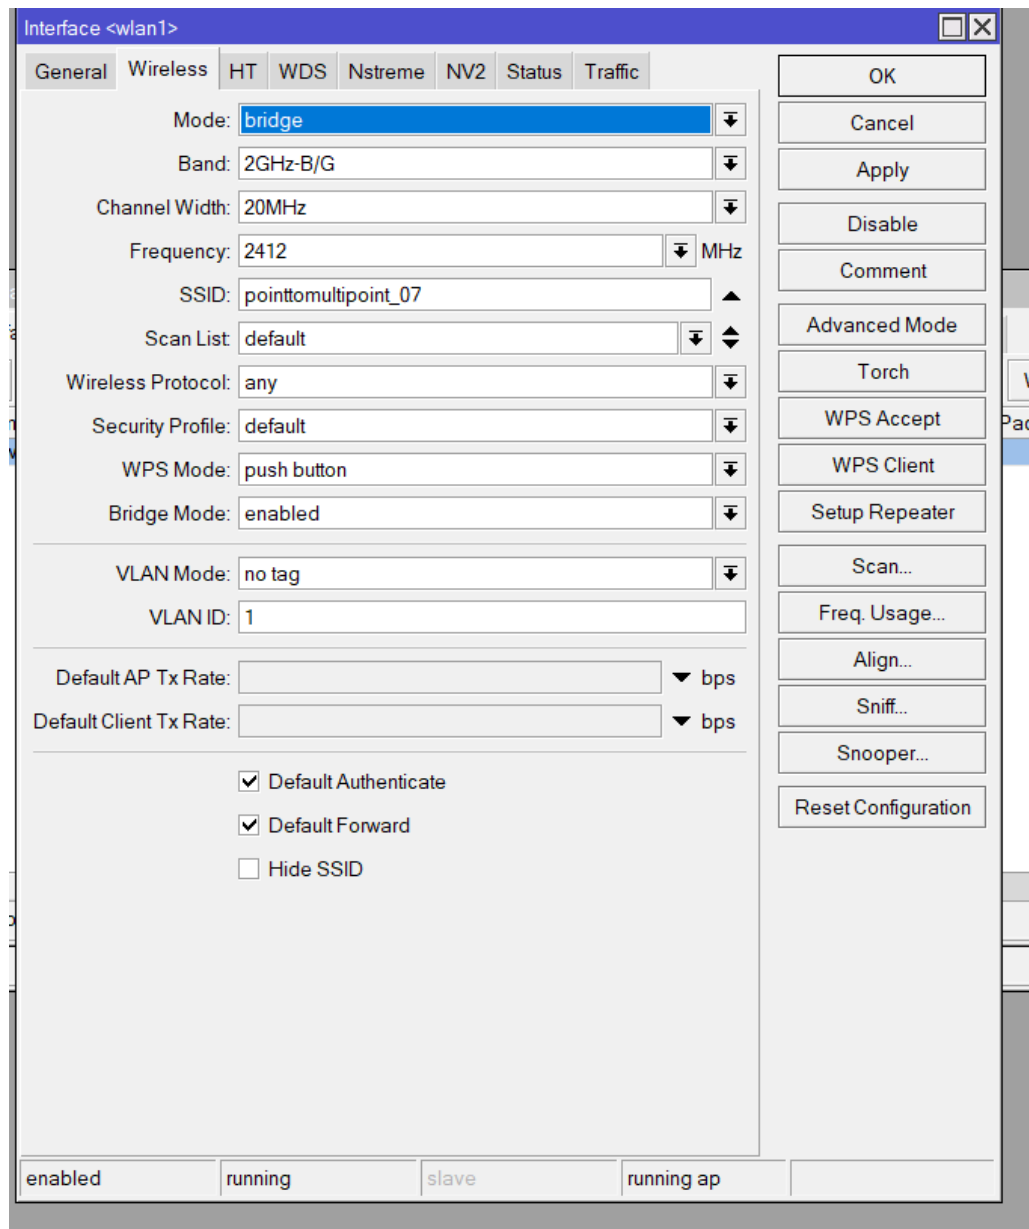 Interface <wlan1>
General Wireless HT WDS Nstreme NV2 Status Traffic
Mode: bridge
Band: 2GHz-B/G
Channel Width: 20MHz
Frequency: 2412 MHz
SSID: pointtomultipoint_07
Scan List: default
Wireless Protocol: any
Security Profile: default
WPS Mode: push button
Bridge Mode: enabled
VLAN Mode: no tag
VLAN ID: 1
Default AP Tx Rate: bps
Default Client Tx Rate: bps
Default Authenticate
Default Forward
Hide SSID
OK
Cancel
Apply
Disable
Comment
Advanced Mode
Torch
WPS Accept
WPS Client
Setup Repeater
Scan...
Freq. Usage...
Align...
Sniff...
Snooper...
Reset Configuration
enabled running slave running ap